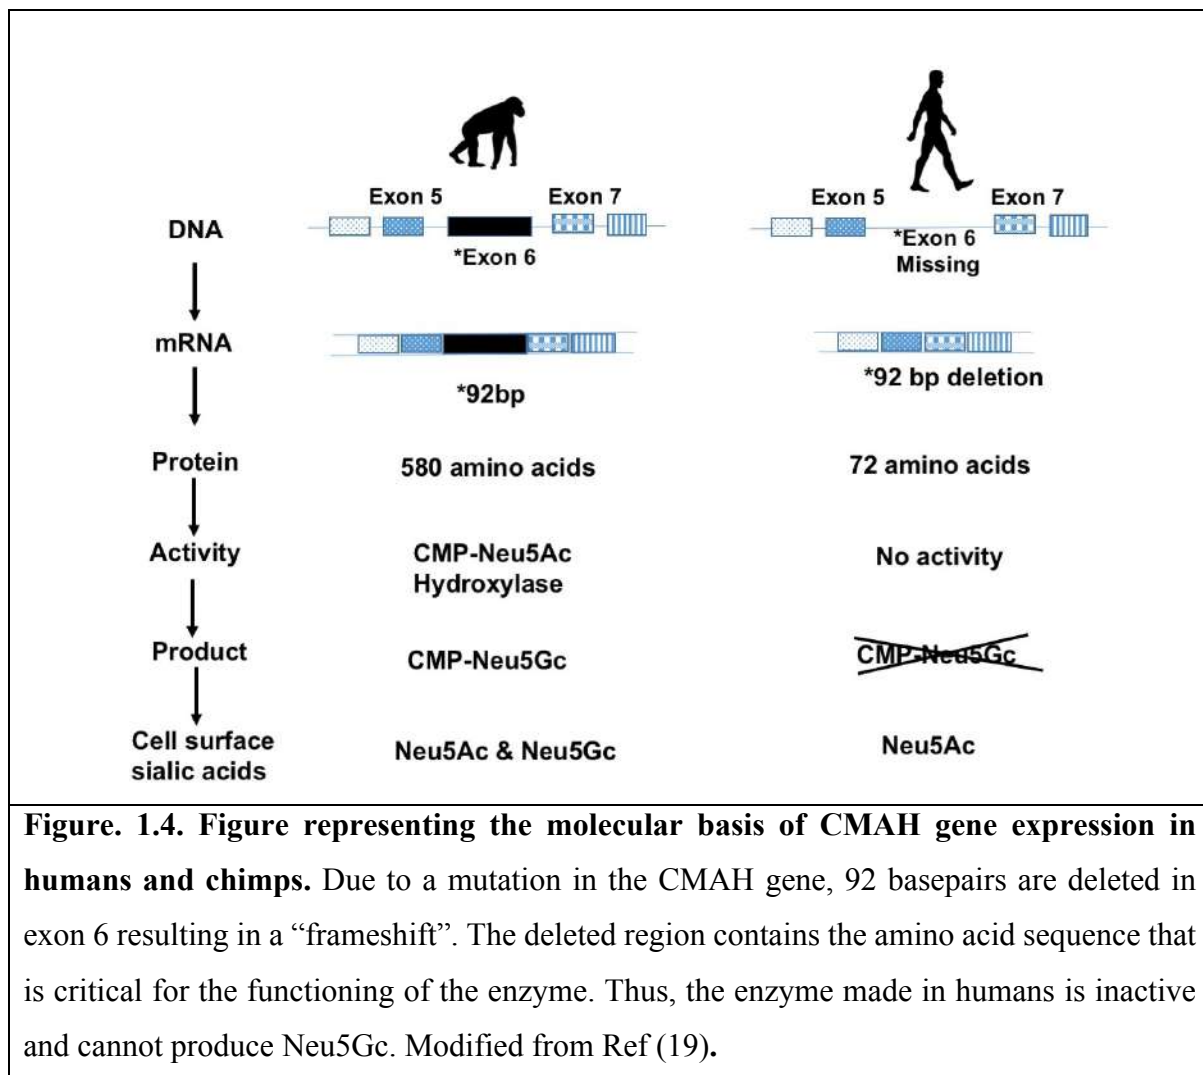 Exon 5 Exon 7 Exon 5 Exon 7
DNA
*Exon 6 *Exon 6
Missing
mRNA
*92bp *92 bp deletion
Protein 580 amino acids 72 amino acids
Activity CMP-Neu5Ac No activity
Hydroxylase
Product CMP-Neu5Gc CMP-Neu5Gc
Cell surface Neu5Ac & Neu5Gc Neu5Ac
sialic acids
Figure. 1.4. Figure representing the molecular basis of CMAH gene expression in
humans and chimps. Due to a mutation in the CMAH gene, 92 basepairs are deleted in
exon 6 resulting in a “frameshift”. The deleted region contains the amino acid sequence that
is critical for the functioning of the enzyme. Thus, the enzyme made in humans is inactive
and cannot produce Neu5Gc. Modified from Ref (19).